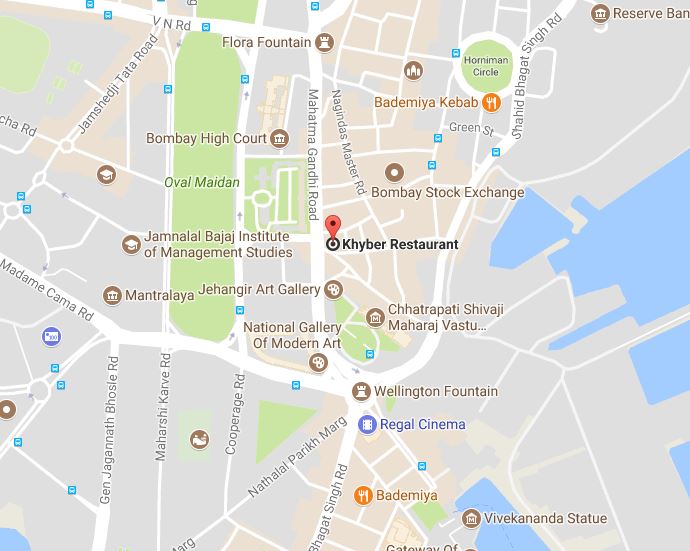 Reserve Ban
V N Rd
Flora Fountain
Horniman
Circle
Shahid Bhagat Singh Rd
Jamshedji Tata Road
Bademiya Kebab
Mahatma Gandhi Road
Nagindas Master Rd
cha Rd
Bombay High Court
Green St
Oval Maidan
Bombay Stock Exchange
Jamnalal Bajaj Institute
of Management Studies
Khyber Restaurant
Madame Cama Rd
Mantralaya
Jehangir Art Gallery
Chhatrapati Shivaji
Maharaj Vastu...
National Gallery
Of Modern Art
Gen Jagannath Bhosle Rd
Maharshi Karve Rd
Cooperage Rd
Wellington Fountain
Regal Cinema
Nathalal Parikh Marg
Bhagat Singh Rd
Bademiya
Vivekananda Statue
Gateway Of